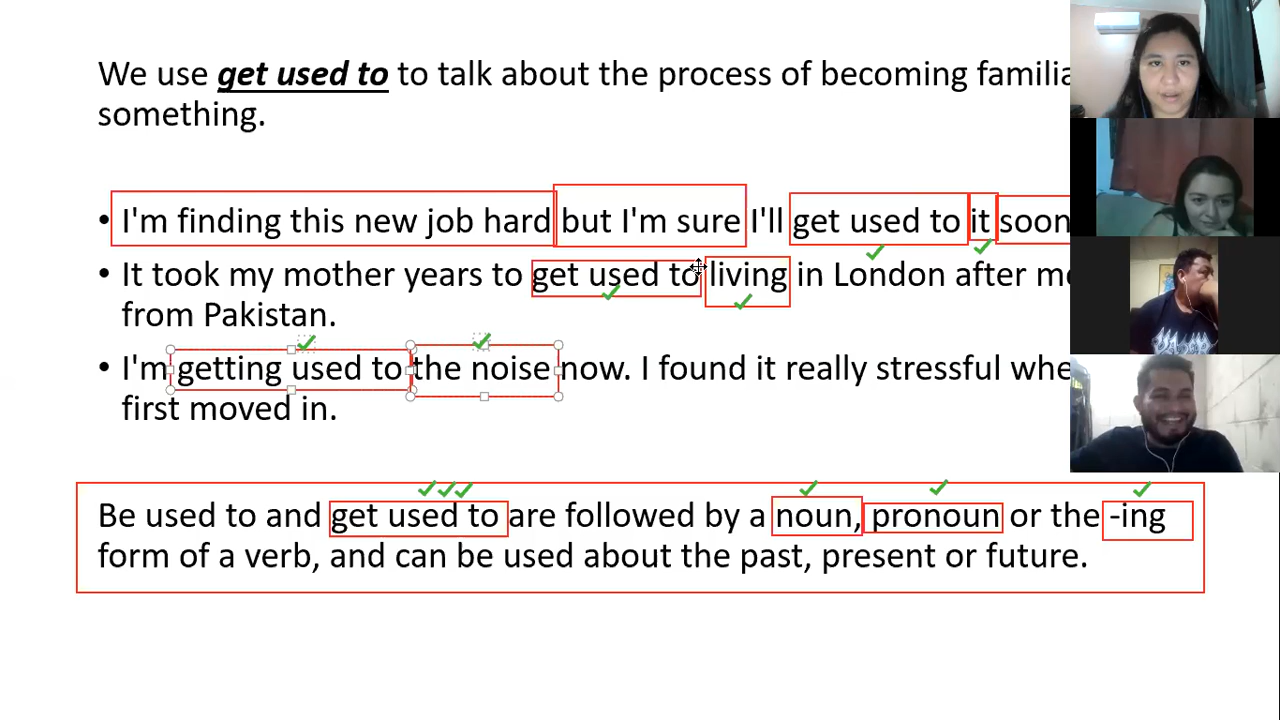 We use get used to to talk about the process of becoming
something.
• I'm finding this new job hard but I'm sure I'll get used to it soon
• It took my mother years to get used to living in London after
from Pakistan.
• I'm getting used to the noise now. I found it really stressful
first moved in.
Be used to and get used to are followed by a noun, pronoun or the -ing
form of a verb, and can be used about the past, present or future.